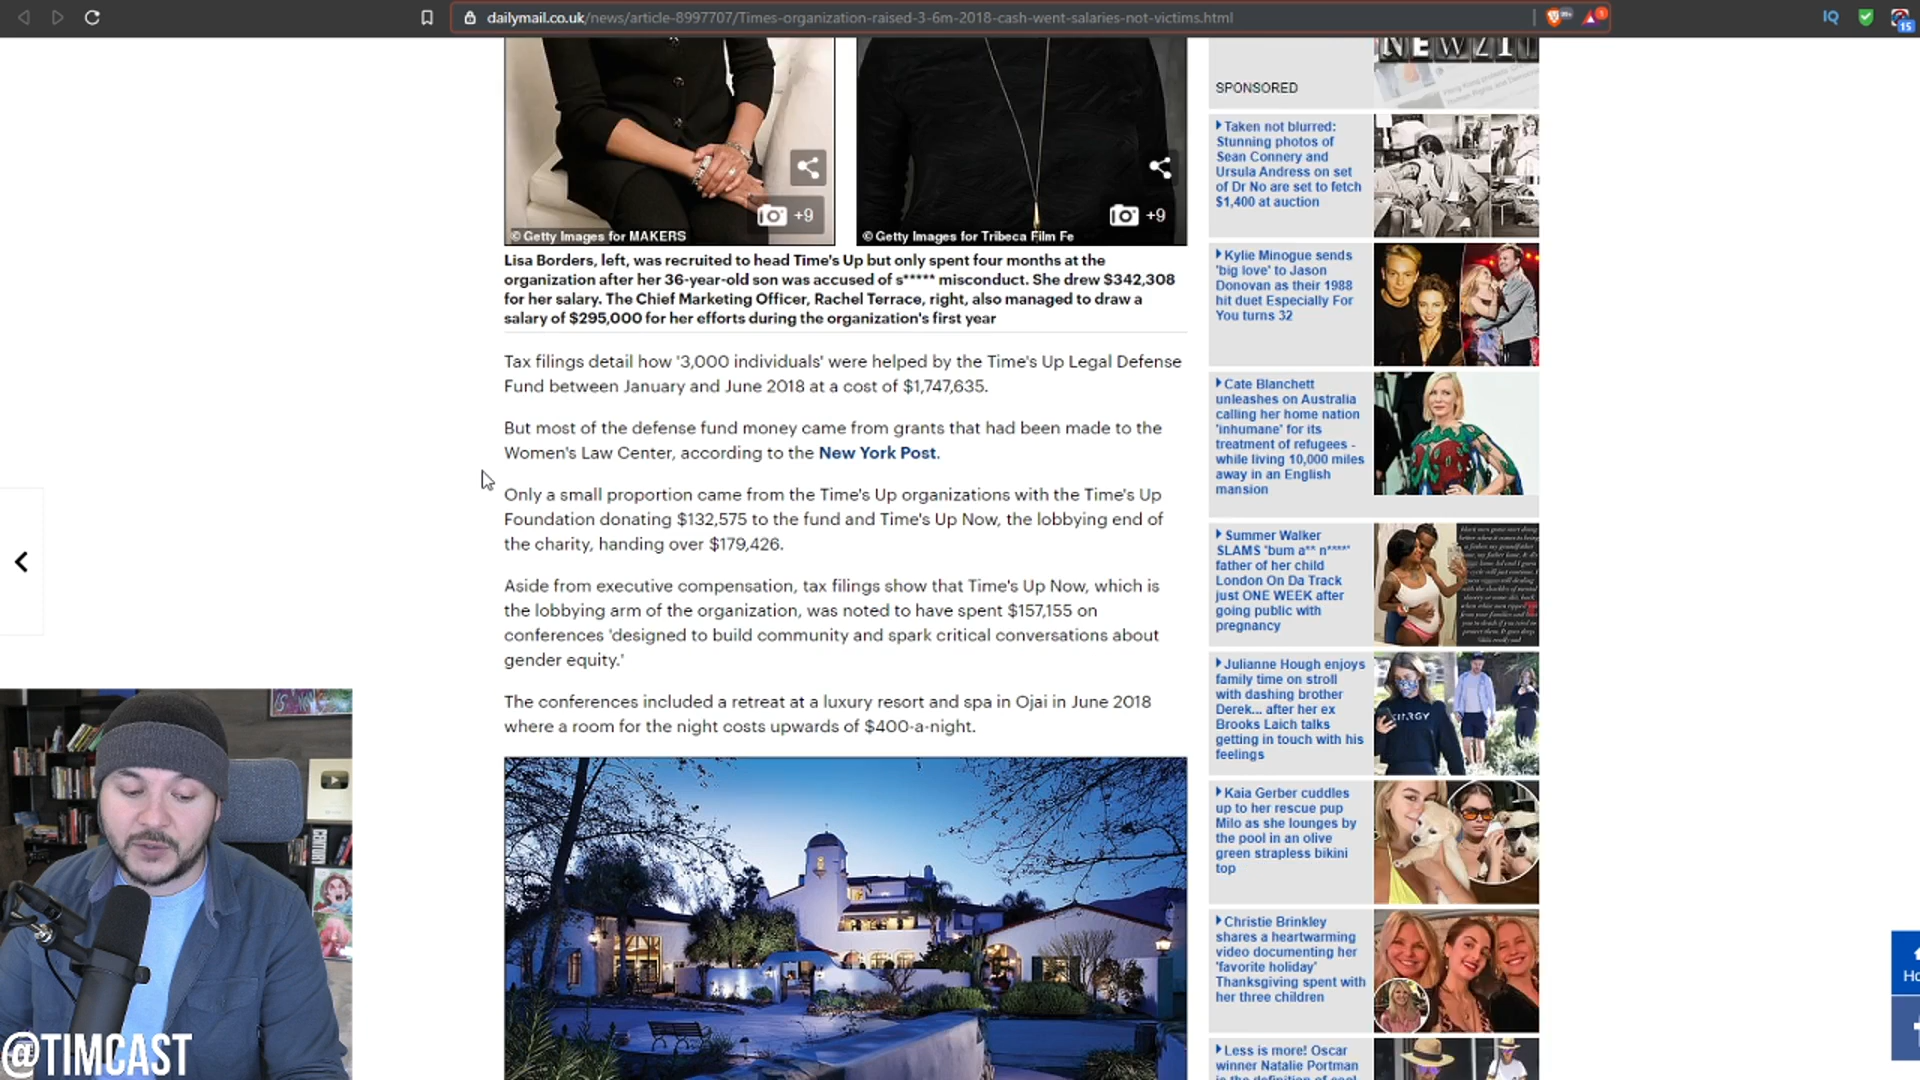 dailymail.co.uk/news/article-8997707/Times-organization-raised-3-6m-2018-cash-went-salaries-not-victims.html
IQ
15
SPONSORED
+9
+9
© Getty Images for MAKERS
© Getty Images for Tribeca Film Fe
Lisa Borders, left, was recruited to head Time's Up but only spent four months at the
organization after her 36-year-old son was accused of s***** misconduct. She drew $342,308
for her salary. The Chief Marketing Officer, Rachel Terrace, right, also managed to draw a
salary of $295,000 for her efforts during the organization's first year
Tax filings detail how '3,000 individuals' were helped by the Time's Up Legal Defense
Fund between January and June 2018 at a cost of $1,747,635.
But most of the defense fund money came from grants that had been made to the
Women's Law Center, according to the New York Post.
Only a small proportion came from the Time's Up organizations with the Time's Up
Foundation donating $132,575 to the fund and Time's Up Now, the lobbying end of
the charity, handing over $179,426.
Aside from executive compensation, tax filings show that Time's Up Now, which is
the lobbying arm of the organization, was noted to have spent $157,155 on
conferences 'designed to build community and spark critical conversations about
gender equity.'
The conferences included a retreat at a luxury resort and spa in Ojai in June 2018
where a room for the night costs upwards of $400-a-night.
Taken not blurred:
Stunning photos of
Sean Connery and
Ursula Andress on set
of Dr No are set to fetch
$1,400 at auction
Kylie Minogue sends
'big love' to Jason
Donovan as their 1988
hit duet Especially For
You turns 32
Cate Blanchett
unleashes on Australia
calling her home nation
'inhumane' for its
treatment of refugees -
while living 10,000 miles
away in an English
mansion
Summer Walker
SLAMS 'bum a** n****'
father of her child
London On Da Track
just ONE WEEK after
going public with
pregnancy
Julianne Hough enjoys
family time on stroll
with dashing brother
Derek... after her ex
Brooks Laich talks
getting in touch with his
feelings
Kaia Gerber cuddles
up to her rescue pup
Milo as she lounges by
the pool in an olive
green strapless bikini
top
Christie Brinkley
shares a heartwarming
video documenting her
'favorite holiday'
Thanksgiving spent with
her three children
Less is more! Oscar
winner Natalie Portman
@TIMCAST